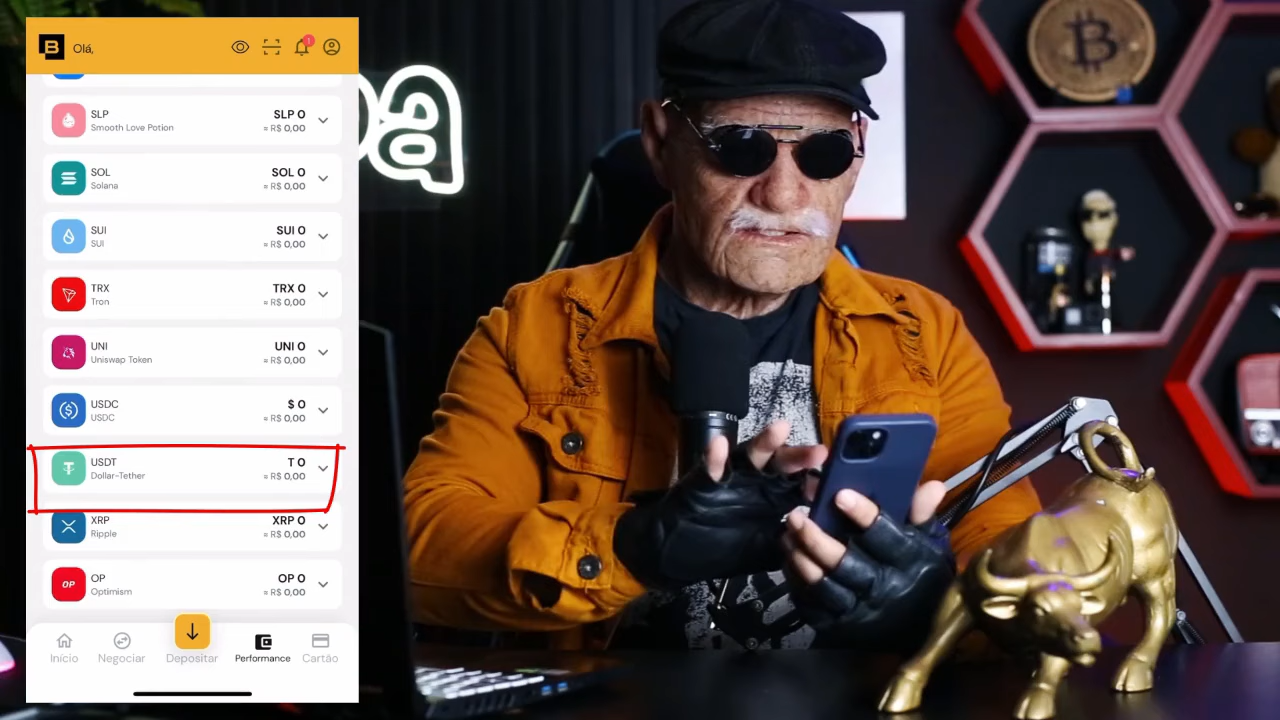 B Olá,
1
SLP
Smooth Love Potion
SLP 0
≈ R$ 0,00
SOL
Solana
SOL 0
≈ R$ 0,00
SUI
SUI
SUI 0
≈ R$ 0,00
TRX
Tron
TRX 0
≈ R$ 0,00
UNI
Uniswap Token
UNI 0
≈ R$ 0,00
USDC
USDC
$ 0
≈ R$ 0,00
USDT
Dollar-Tether
T 0
≈ R$ 0,00
XRP
Ripple
XRP 0
≈ R$ 0,00
OP
OP
Optimism
OP 0
≈ R$ 0,00
Início
Negociar
Depositar
Performance
Cartão